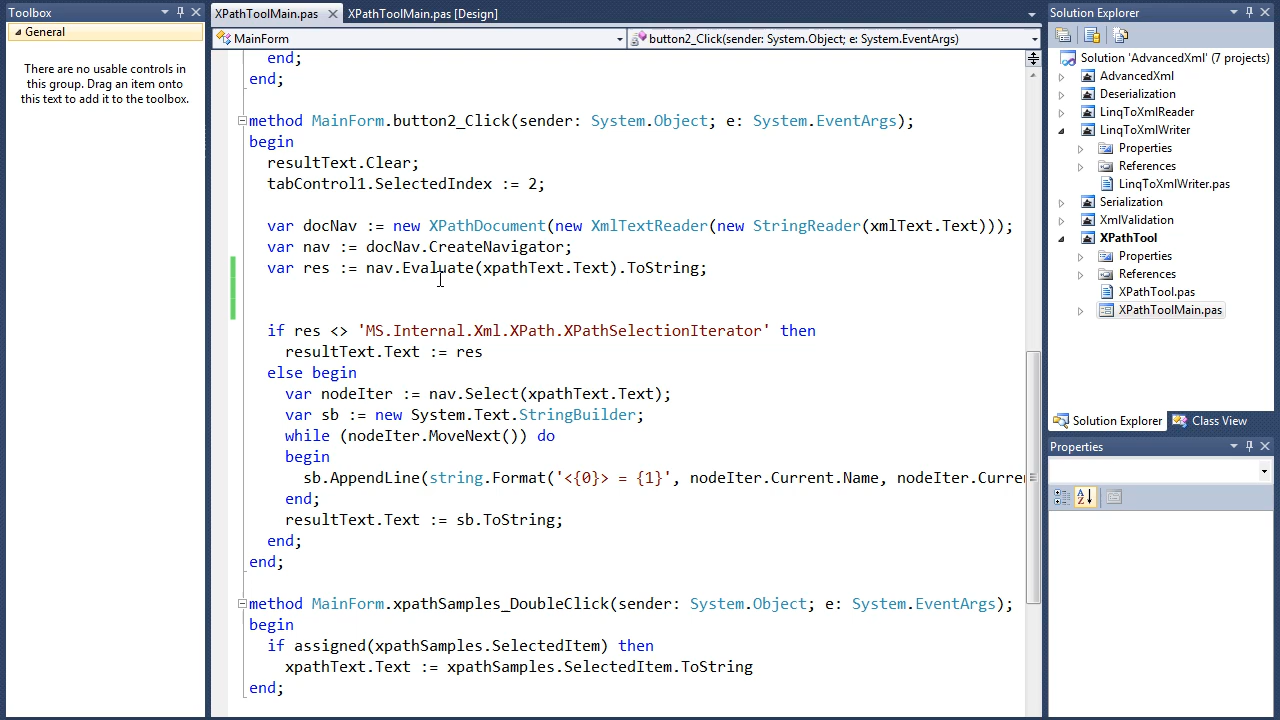 Toolbox
General
There are no usable controls in
this group. Drag an item onto
this text to add it to the toolbox.
XPathToolMain.pas
XPathToolMain.pas [Design]
MainForm
button2_Click(sender: System.Object; e: System.EventArgs)
end;
end;
method MainForm.button2_Click(sender: System.Object; e: System.EventArgs);
begin
resultText.Clear;
tabControl1.SelectedIndex := 2;
var docNav := new XPathDocument(new XmlTextReader(new StringReader(xmlText.Text)));
var nav := docNav.CreateNavigator;
var res := nav.Evaluate(xpathText.Text).ToString;
if res <> 'MS.Internal.Xml.XPath.XPathSelectionIterator' then
resultText.Text := res
else begin
var nodeIter := nav.Select(xpathText.Text);
var sb := new System.Text.StringBuilder;
while (nodeIter.MoveNext()) do
begin
sb.AppendLine(string.Format('<{0}> = {1}', nodeIter.Current.Name, nodeIter.Curre
end;
resultText.Text := sb.ToString;
end;
end;
method MainForm.xpathSamples_DoubleClick(sender: System.Object; e: System.EventArgs);
begin
if assigned(xpathSamples.SelectedItem) then
xpathText.Text := xpathSamples.SelectedItem.ToString
end;
Solution Explorer
Solution 'AdvancedXml' (7 projects)
AdvancedXml
Deserialization
LinqToXmlReader
LinqToXmlWriter
Properties
References
LinqToXmlWriter.pas
Serialization
XmlValidation
XPathTool
Properties
References
XPathTool.pas
XPathToolMain.pas
Solution Explorer
Class View
Properties